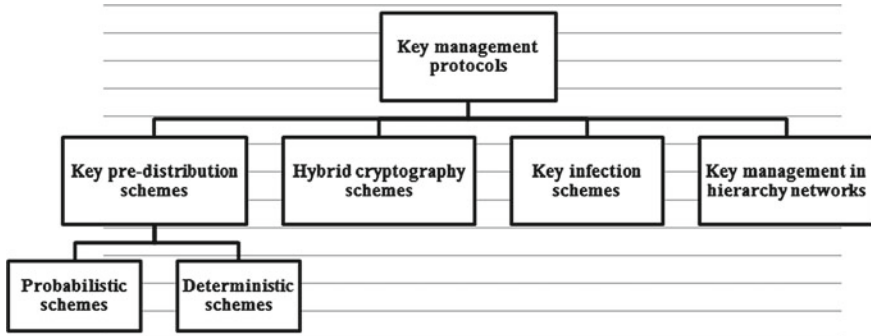 Key management
protocols
Key pre-distribution
schemes
Hybrid cryptography
schemes
Key infection
schemes
Key management in
hierarchy networks
Probabilistic
schemes
Deterministic
schemes